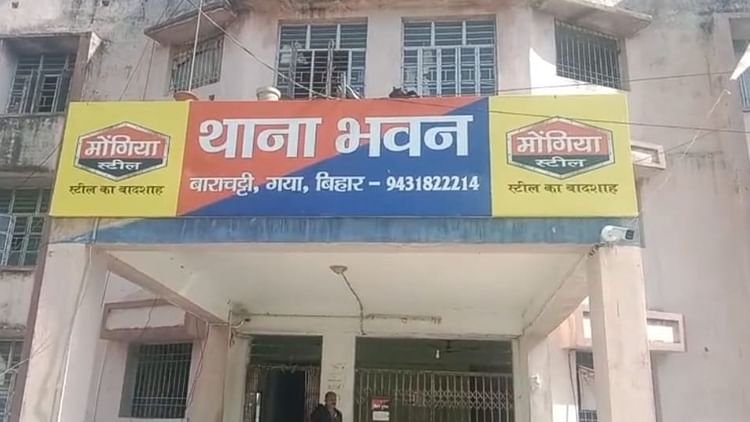 मोंगिया
स्टील
स्टील का बादशाह
थाना भवन
बाराचट्टी, गया, बिहार – 9431822214
मोंगिया
स्टील
स्टील का बादशाह